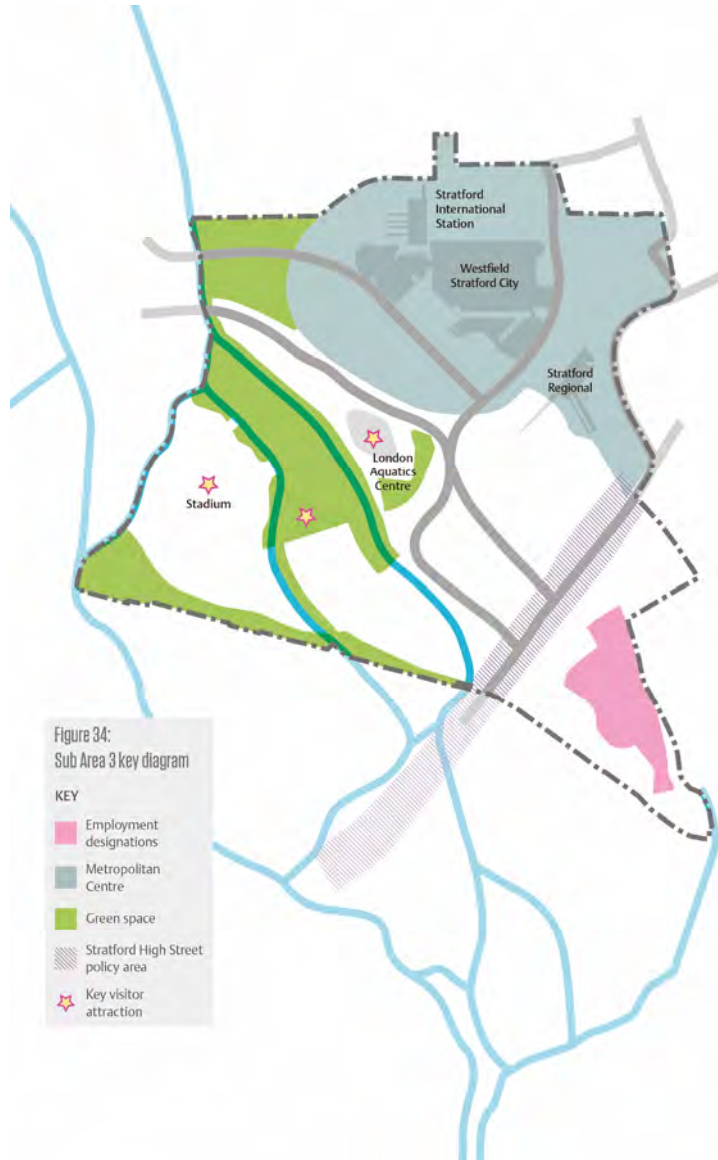 Stratford
International
Station
Westfield
Stratford City
Stratford
Regional
London
Aquatics
Centre
Stadium
Figure 34:
Sub Area 3 key diagram
KEY
Employment
designations
Metropolitan
Centre
Green space
Stratford High Street
policy area
Key visitor
attraction